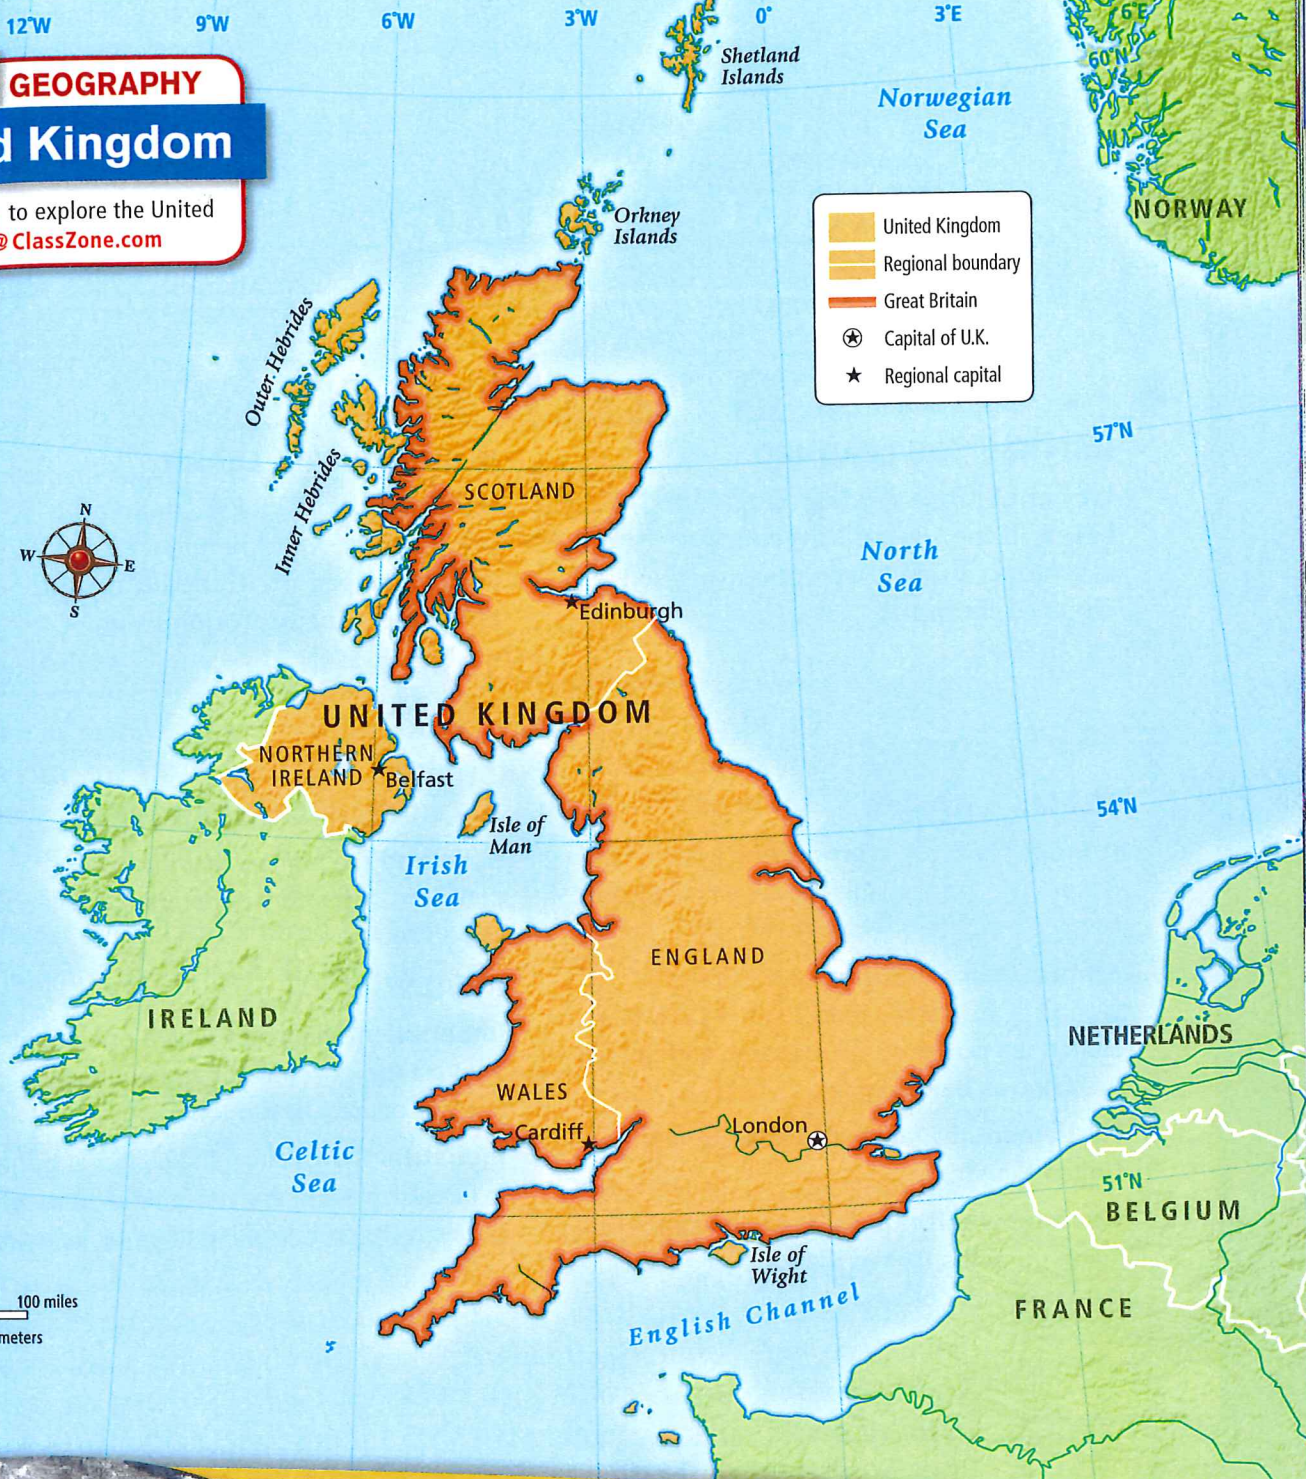 12°W
9°W
6°W
3°W
0°
3°E
6°E
60°N
GEOGRAPHY
Kingdom
to explore the United
@ClassZone.com
Shetland
Islands
Norwegian
Sea
NORWAY
Orkney
Islands
United Kingdom
Regional boundary
Great Britain
Capital of U.K.
Regional capital
Outer Hebrides
57°N
Inner Hebrides
SCOTLAND
N
W
E
S
North
Sea
Edinburgh
UNITED KINGDOM
NORTHERN
IRELAND
Belfast
54°N
Isle of
Man
Irish
Sea
ENGLAND
IRELAND
NETHERLANDS
WALES
Cardiff
London
Celtic
Sea
51°N
BELGIUM
Isle of
Wight
100 miles
English Channel
FRANCE
meters